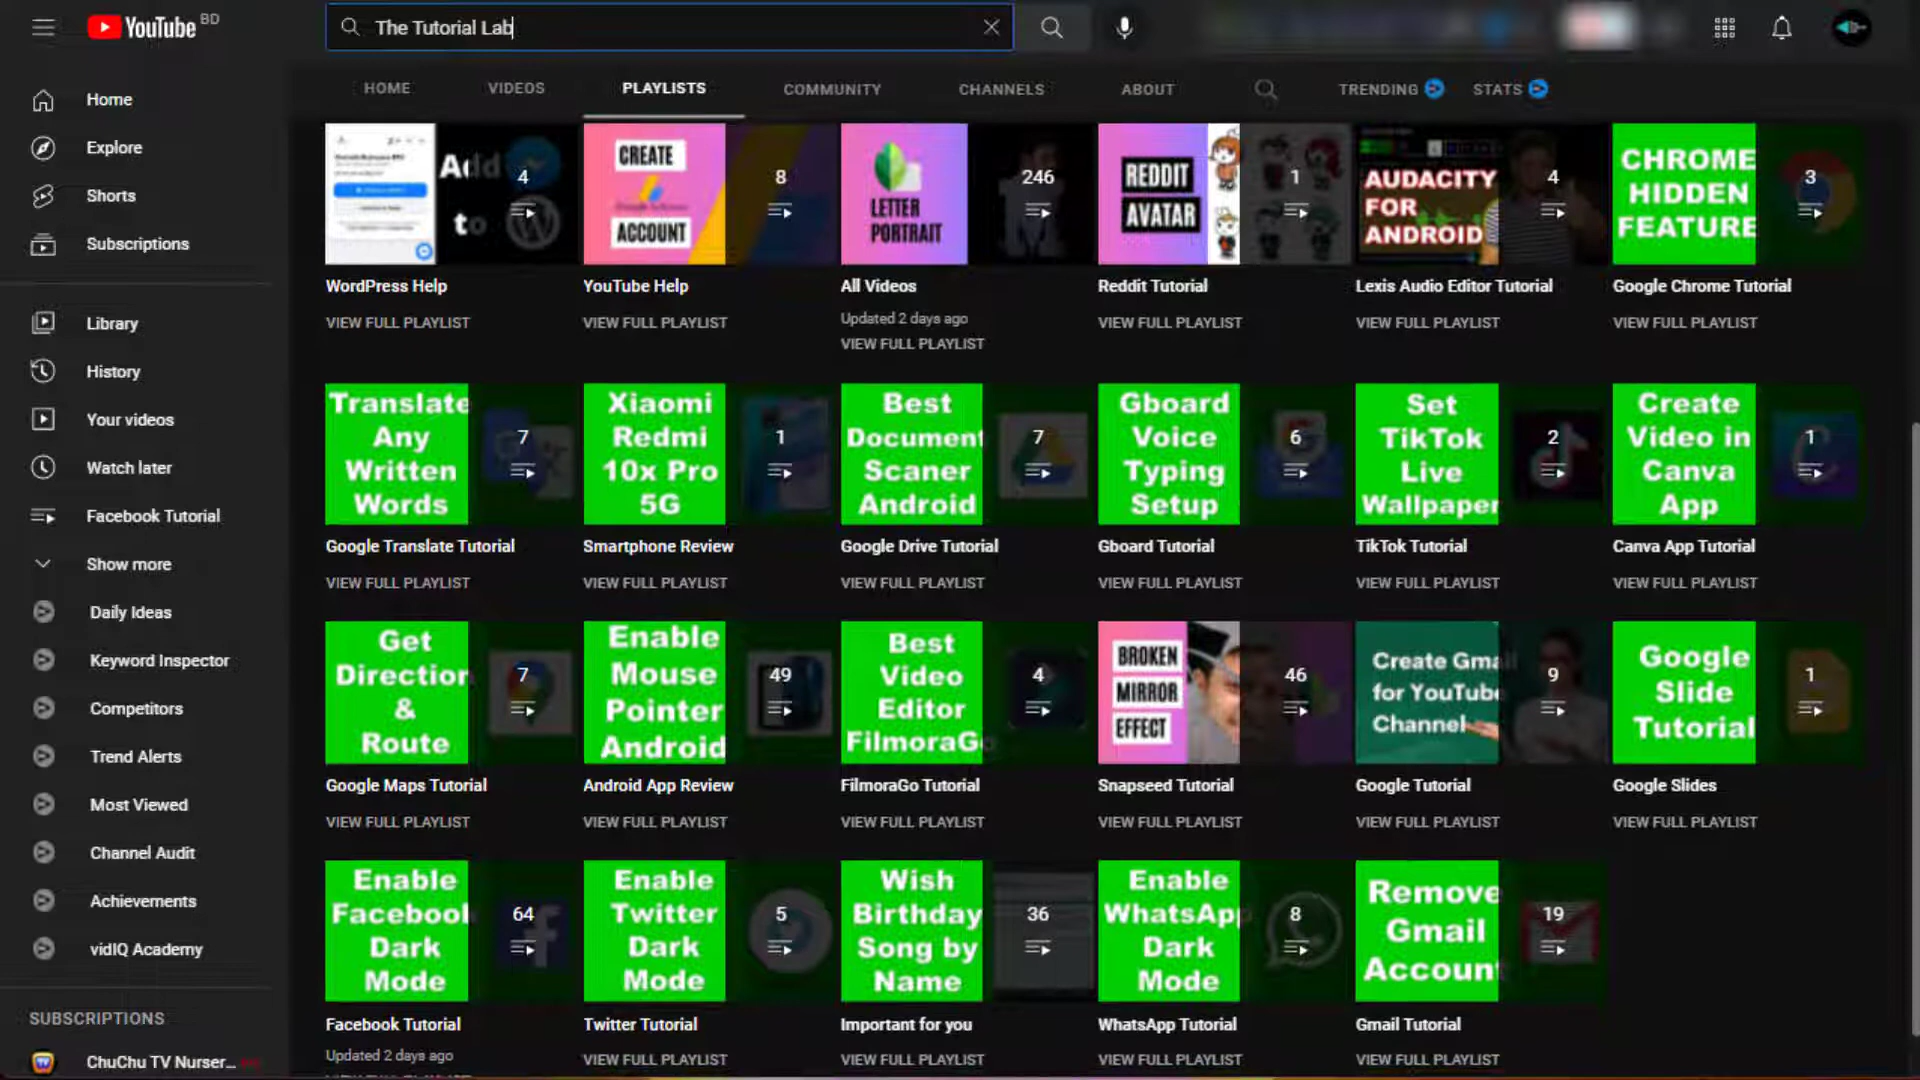 YouTube BD
The Tutorial Lab
HOME VIDEOS PLAYLISTS COMMUNITY CHANNELS ABOUT TRENDING STATS
Home
Explore
Shorts
Subscriptions
Library
History
Your videos
Watch later
Facebook Tutorial
Show more
Daily Ideas
Keyword Inspector
Competitors
Trend Alerts
Most Viewed
Channel Audit
Achievements
vidIQ Academy
SUBSCRIPTIONS
ChuChu TV Nurser...
Add
to
4
WordPress Help
VIEW FULL PLAYLIST
CREATE
ACCOUNT
8
YouTube Help
VIEW FULL PLAYLIST
LETTER
PORTRAIT
246
All Videos
Updated 2 days ago
VIEW FULL PLAYLIST
REDDIT
AVATAR
1
Reddit Tutorial
VIEW FULL PLAYLIST
AUDACITY
FOR
ANDROID
4
Lexis Audio Editor Tutorial
VIEW FULL PLAYLIST
CHROME
HIDDEN
FEATURE
3
Google Chrome Tutorial
VIEW FULL PLAYLIST
Translate
Any
Written
Words
7
Google Translate Tutorial
VIEW FULL PLAYLIST
Xiaomi
Redmi
10x Pro
5G
1
Smartphone Review
VIEW FULL PLAYLIST
Best
Document
Scaner
Android
7
Google Drive Tutorial
VIEW FULL PLAYLIST
Gboard
Voice
Typing
Setup
6
Gboard Tutorial
VIEW FULL PLAYLIST
Set
TikTok
Live
Wallpaper
2
TikTok Tutorial
VIEW FULL PLAYLIST
Create
Video in
Canva
App
1
Canva App Tutorial
VIEW FULL PLAYLIST
Get
Direction
&
Route
7
Google Maps Tutorial
VIEW FULL PLAYLIST
Enable
Mouse
Pointer
Android
49
Android App Review
VIEW FULL PLAYLIST
Best
Video
Editor
FilmoraGo
4
FilmoraGo Tutorial
VIEW FULL PLAYLIST
BROKEN
MIRROR
EFFECT
46
Snapseed Tutorial
VIEW FULL PLAYLIST
Create Gmail
for YouTube
Channel
9
Google Tutorial
VIEW FULL PLAYLIST
Google
Slide
Tutorial
1
Google Slides
VIEW FULL PLAYLIST
Enable
Facebook
Dark
Mode
64
Facebook Tutorial
Updated 2 days ago
Enable
Twitter
Dark
Mode
5
Twitter Tutorial
VIEW FULL PLAYLIST
Wish
Birthday
Song by
Name
36
Important for you
VIEW FULL PLAYLIST
Enable
WhatsApp
Dark
Mode
8
WhatsApp Tutorial
VIEW FULL PLAYLIST
Remove
Gmail
Account
19
Gmail Tutorial
VIEW FULL PLAYLIST